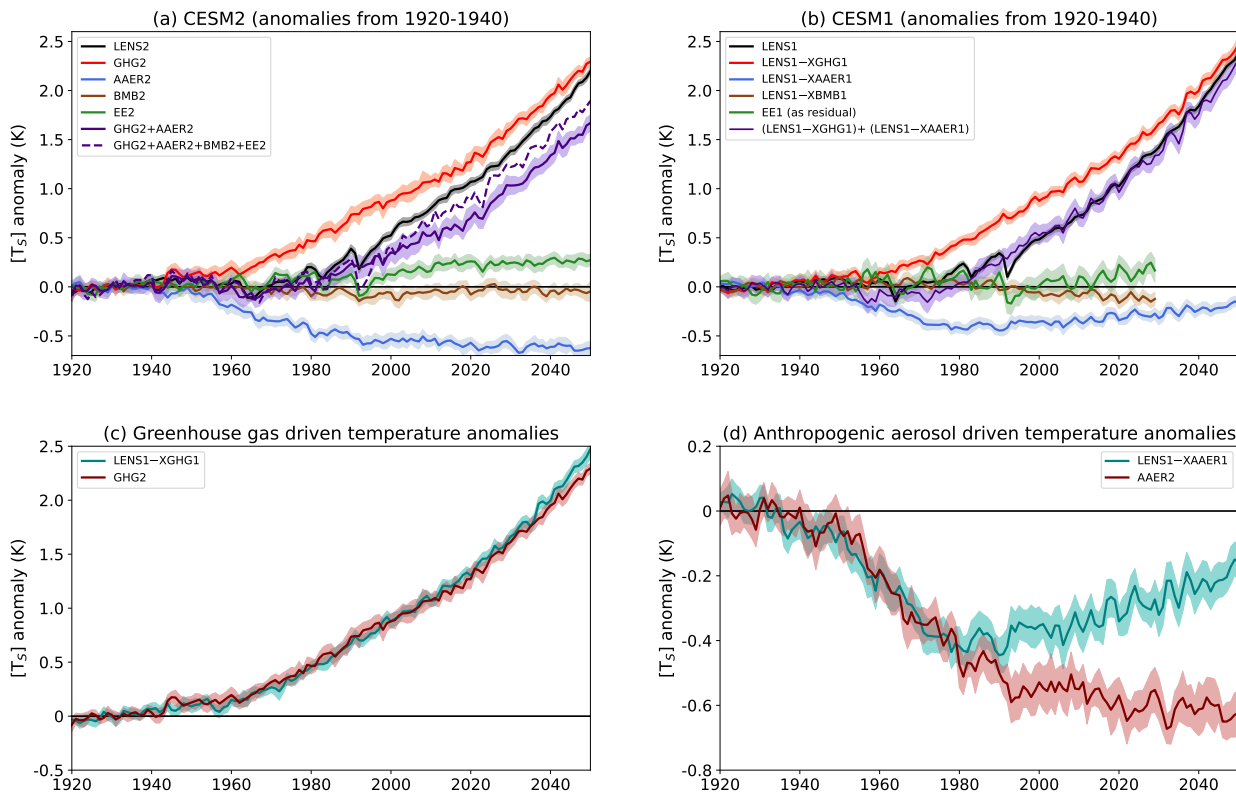 (a) CESM2 (anomalies from 1920-1940)
[T_S] anomaly (K)
2.5
2.0
1.5
1.0
0.5
0.0
-0.5
LENS2
GHG2
AAER2
BMB2
EE2
GHG2+AAER2
GHG2+AAER2+BMB2+EE2
1920 1940 1960 1980 2000 2020 2040
(b) CESM1 (anomalies from 1920-1940)
[T_S] anomaly (K)
2.5
2.0
1.5
1.0
0.5
0.0
-0.5
LENS1
LENS1−XGHG1
LENS1−XAAER1
LENS1−XBMB1
EE1 (as residual)
(LENS1−XGHG1)+ (LENS1−XAAER1)
1920 1940 1960 1980 2000 2020 2040
(c) Greenhouse gas driven temperature anomalies
[T_S] anomaly (K)
2.5
2.0
1.5
1.0
0.5
0
-0.5
LENS1−XGHG1
GHG2
1920 1940 1960 1980 2000 2020 2040
(d) Anthropogenic aerosol driven temperature anomalies
[T_S] anomaly (K)
0.2
0
-0.2
-0.4
-0.6
-0.8
LENS1−XAAER1
AAER2
1920 1940 1960 1980 2000 2020 2040